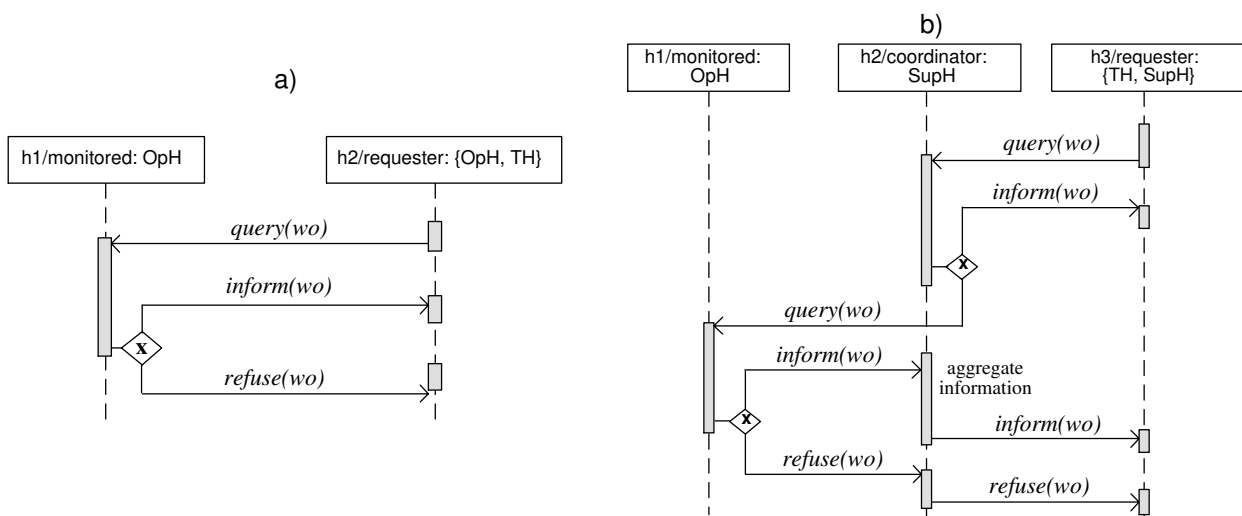 a)
h1/monitored: OpH
h2/requester: {OpH, TH}
query(wo)
inform(wo)
x
refuse(wo)
b)
h1/monitored:
OpH
h2/coordinator:
SupH
h3/requester:
{TH, SupH}
query(wo)
inform(wo)
x
query(wo)
inform(wo)
aggregate
information
x
inform(wo)
refuse(wo)
refuse(wo)